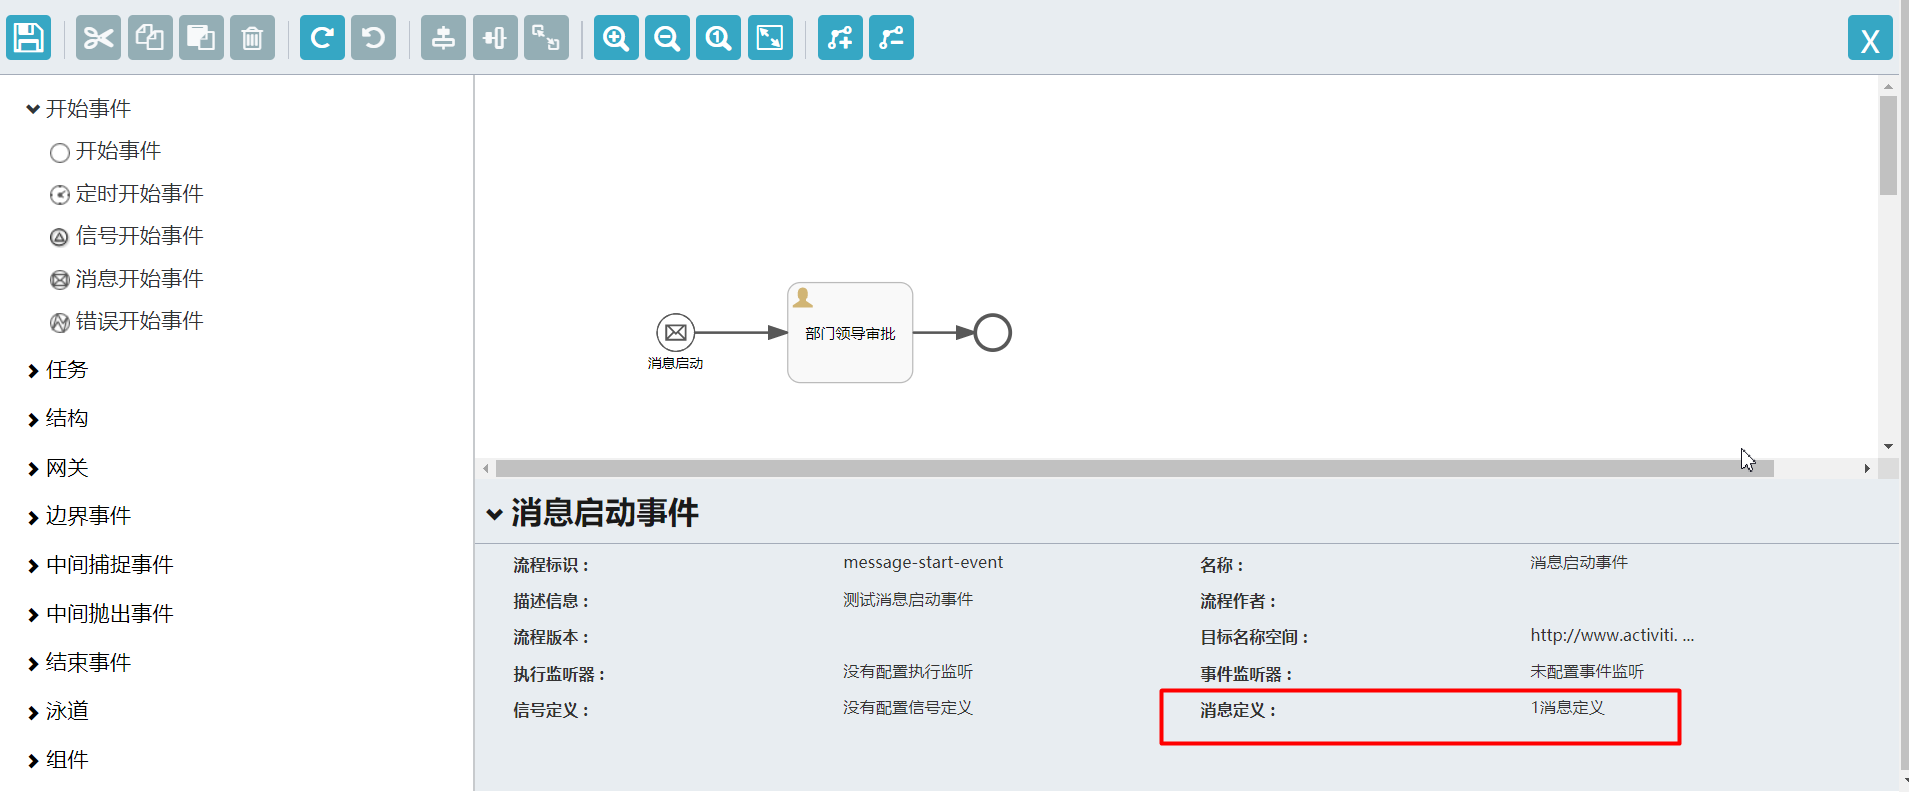 X
开始事件
开始事件
定时开始事件
信号开始事件
消息开始事件
错误开始事件
任务
结构
网关
边界事件
中间捕捉事件
中间抛出事件
结束事件
泳道
组件
消息启动
部门领导审批
消息启动事件
流程标识： message-start-event 名称： 消息启动事件
描述信息： 测试消息启动事件 流程作者：
流程版本： 目标名称空间： http://www.activiti. ...
执行监听器： 没有配置执行监听 事件监听器： 未配置事件监听
信号定义： 没有配置信号定义 消息定义： 1消息定义